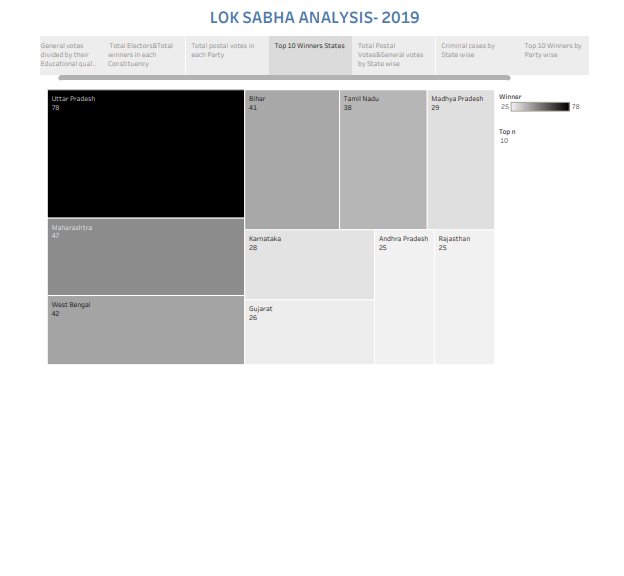 LOK SABHA ANALYSIS- 2019
General votes
divided by their
Educational qual..
Total Electors&Total
winners in each
Constituency
Total postal votes in
each Party
Top 10 Winners States
Total Postal
Votes&General votes
by State wise
Criminal cases by
State wise
Top 10 Winners by
Party wise
Uttar Pradesh
78
Maharashtra
47
West Bengal
42
Bihar
41
Tamil Nadu
38
Madhya Pradesh
29
Karnataka
28
Gujarat
26
Andhra Pradesh
25
Rajasthan
25
Winner
25 78
Top n
10